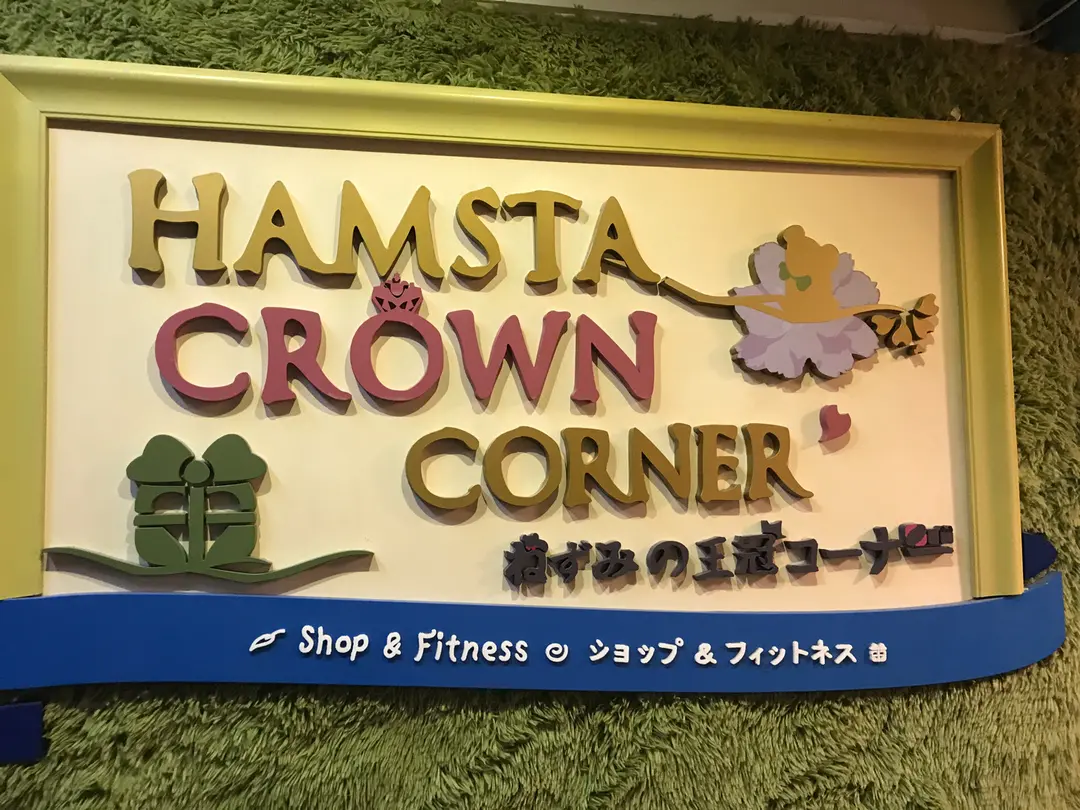 HAMSTA
CROWN
CORNER
ねずみの王冠コーナー
Shop & Fitness
ショップ & フィットネス